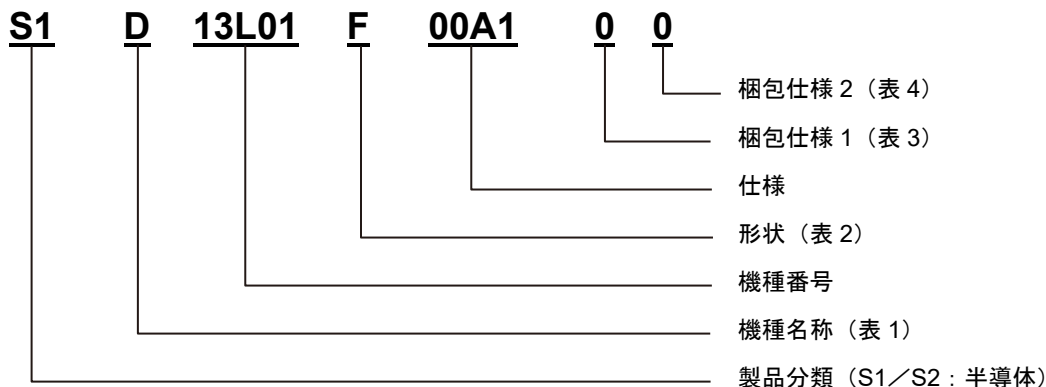 S1 D 13L01 F 00A1 0 0
梱包仕様 2（表 4）
梱包仕様 1（表 3）
仕様
形状（表 2）
機種番号
機種名称（表 1）
製品分類（S1／S2：半導体）